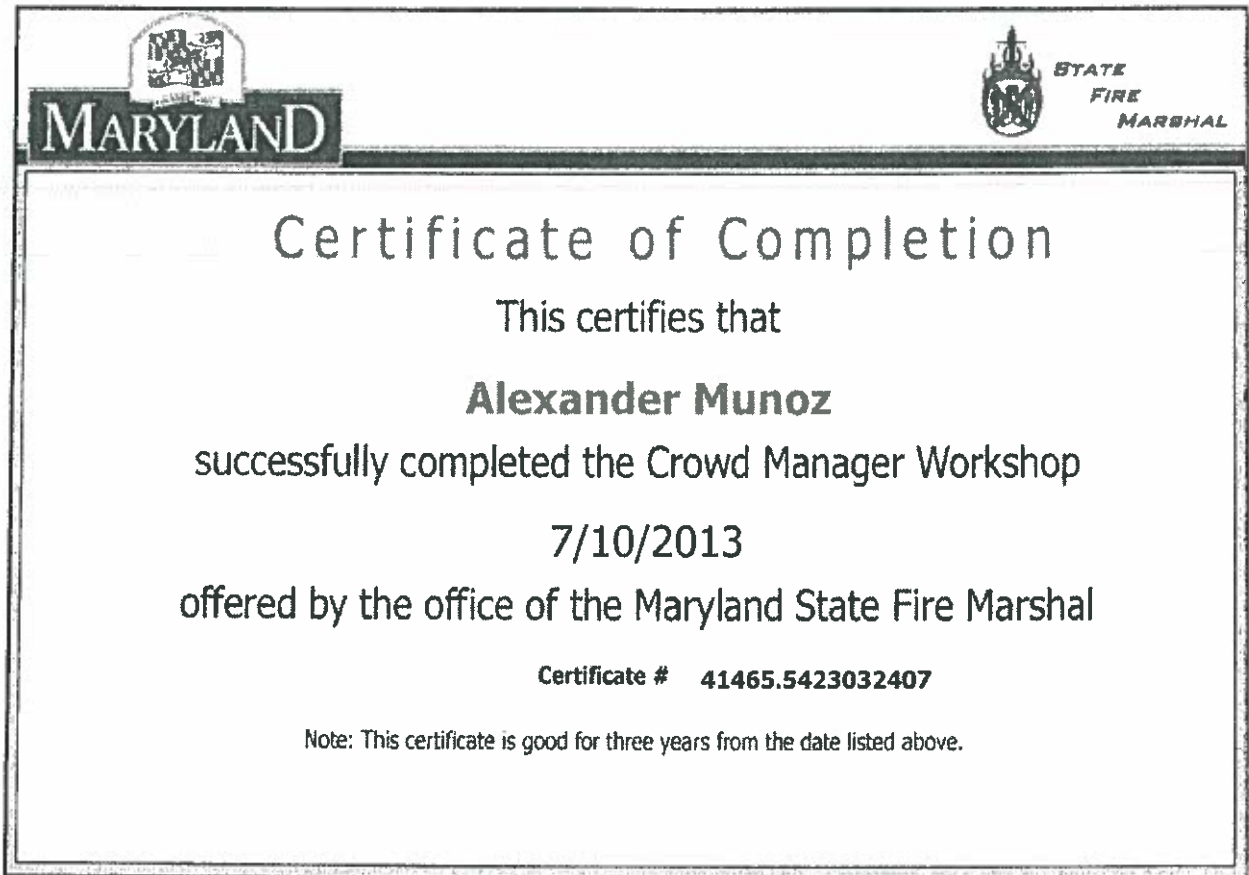 MARYLAND
STATE
FIRE
MARSHAL
Certificate of Completion
This certifies that
Alexander Munoz
successfully completed the Crowd Manager Workshop
7/10/2013
offered by the office of the Maryland State Fire Marshal
Certificate # 41465.5423032407
Note: This certificate is good for three years from the date listed above.